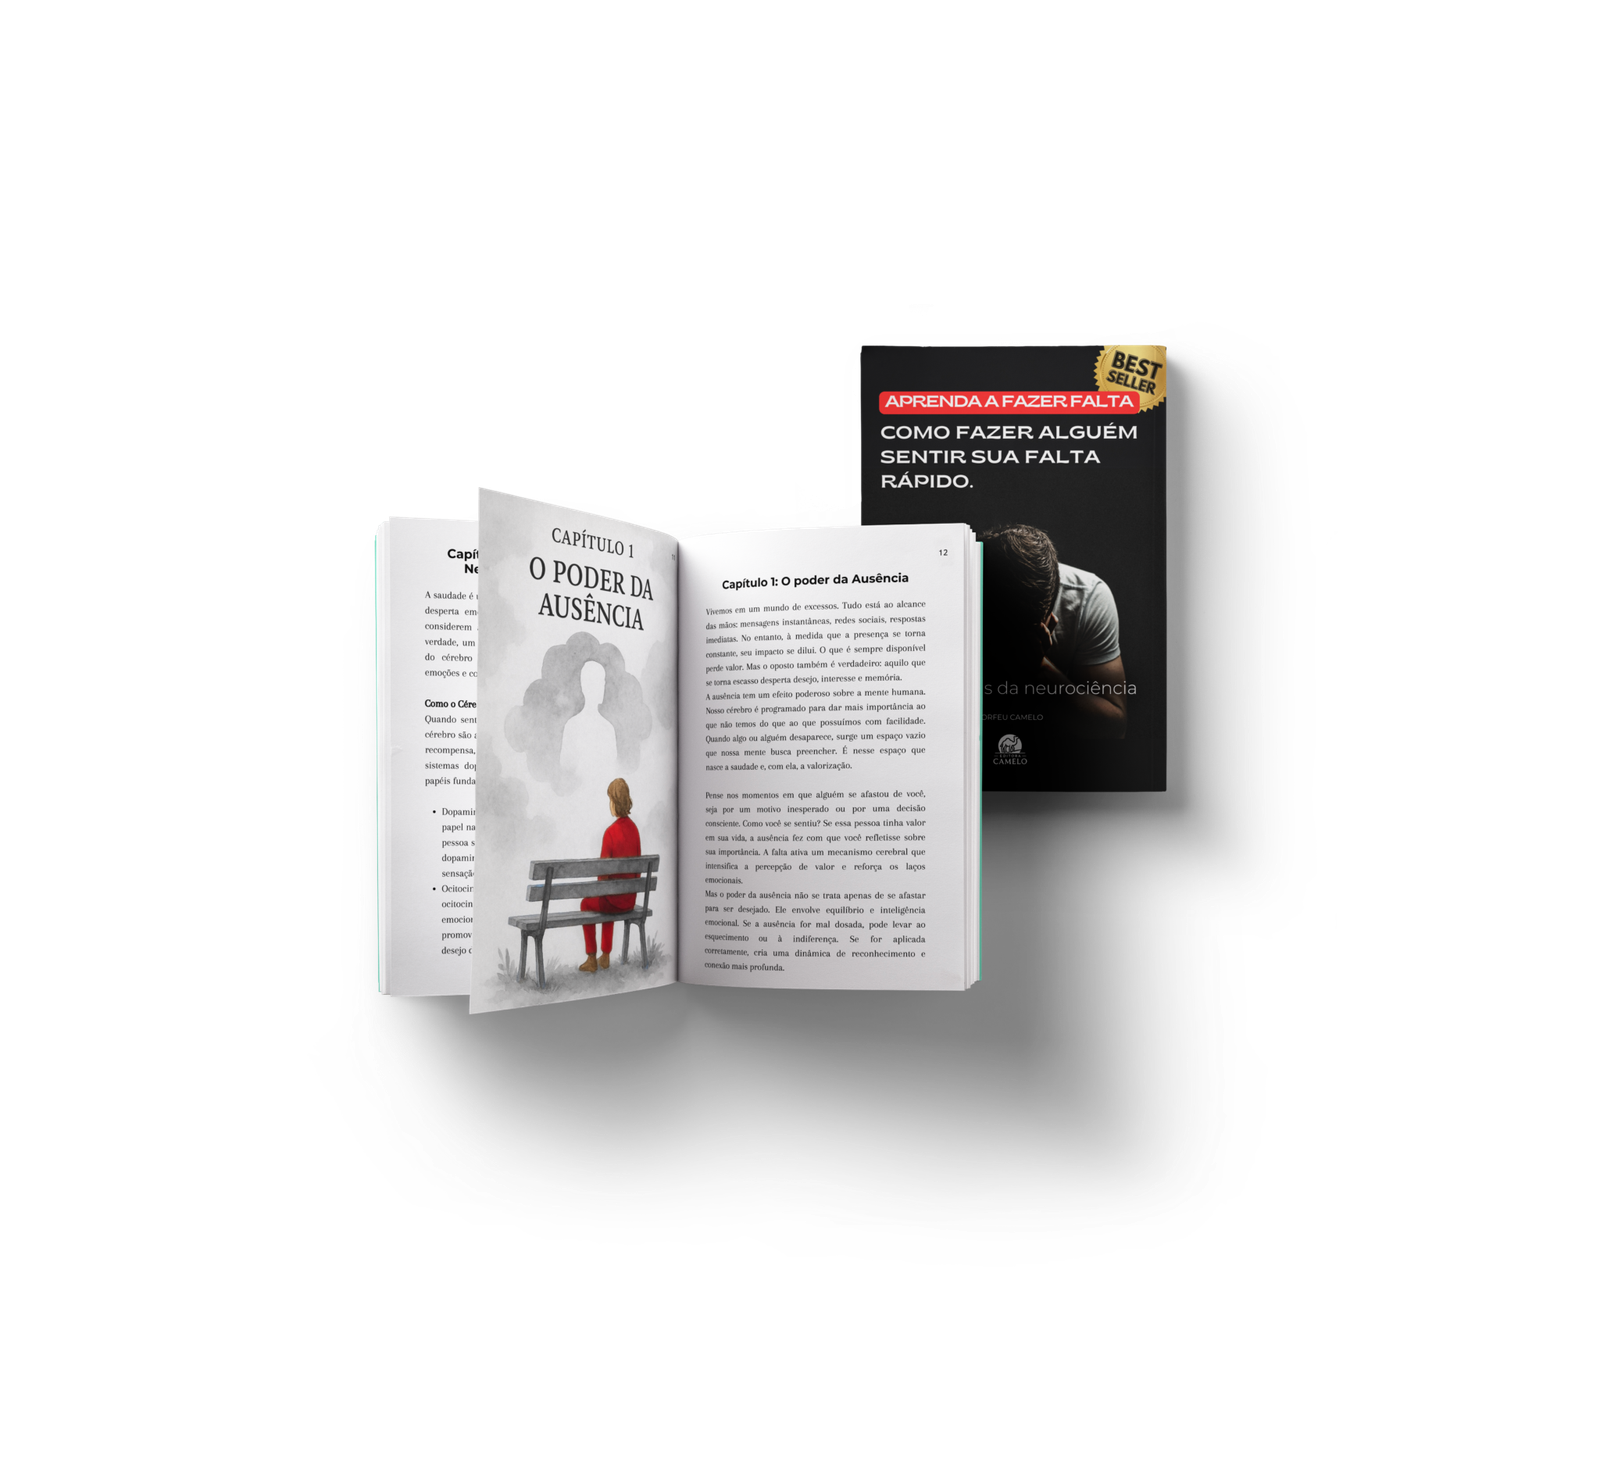 BEST
SELLER
APRENDA A FAZER FALTA
COMO FAZER ALGUÉM
SENTIR SUA FALTA
RÁPIDO.
s da neurociência
ORFEU CAMELO
EDITORA
CAMELO
Capít
Ne
A saudade é
desperta em
considerem
verdade, um
do cérebro
emoções e co
Como o Cére
Quando sent
cérebro são a
recompensa,
sistemas dop
papéis funda
• Dopamin
papel na
pessoa s
dopamin
sensaçã
• Ocitocin
ocitocin
emocion
promov
desejo c
CAPÍTULO 1
O PODER DA
AUSÊNCIA
12
Capítulo 1: O poder da Ausência
Vivemos em um mundo de excessos. Tudo está ao alcance
das mãos: mensagens instantâneas, redes sociais, respostas
imediatas. No entanto, à medida que a presença se torna
constante, seu impacto se dilui. O que é sempre disponível
perde valor. Mas o oposto também é verdadeiro: aquilo que
se torna escasso desperta desejo, interesse e memória.
A ausência tem um efeito poderoso sobre a mente humana.
Nosso cérebro é programado para dar mais importância ao
que não temos do que ao que possuímos com facilidade.
Quando algo ou alguém desaparece, surge um espaço vazio
que nossa mente busca preencher. É nesse espaço que
nasce a saudade e, com ela, a valorização.
Pense nos momentos em que alguém se afastou de você,
seja por um motivo inesperado ou por uma decisão
consciente. Como você se sentiu? Se essa pessoa tinha valor
em sua vida, a ausência fez com que você refletisse sobre
sua importância. A falta ativa um mecanismo cerebral que
intensifica a percepção de valor e reforça os laços
emocionais.
Mas o poder da ausência não se trata apenas de se afastar
para ser desejado. Ele envolve equilíbrio e inteligência
emocional. Se a ausência for mal dosada, pode levar ao
esquecimento ou à indiferença. Se for aplicada
corretamente, cria uma dinâmica de reconhecimento e
conexão mais profunda.